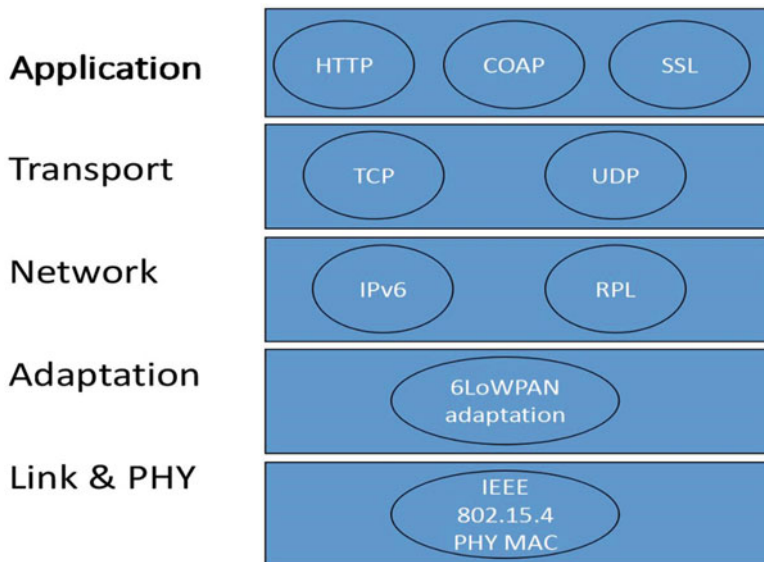 Application
HTTP
COAP
SSL
Transport
TCP
UDP
Network
IPv6
RPL
Adaptation
6LoWPAN
adaptation
Link & PHY
IEEE
802.15.4
PHY MAC